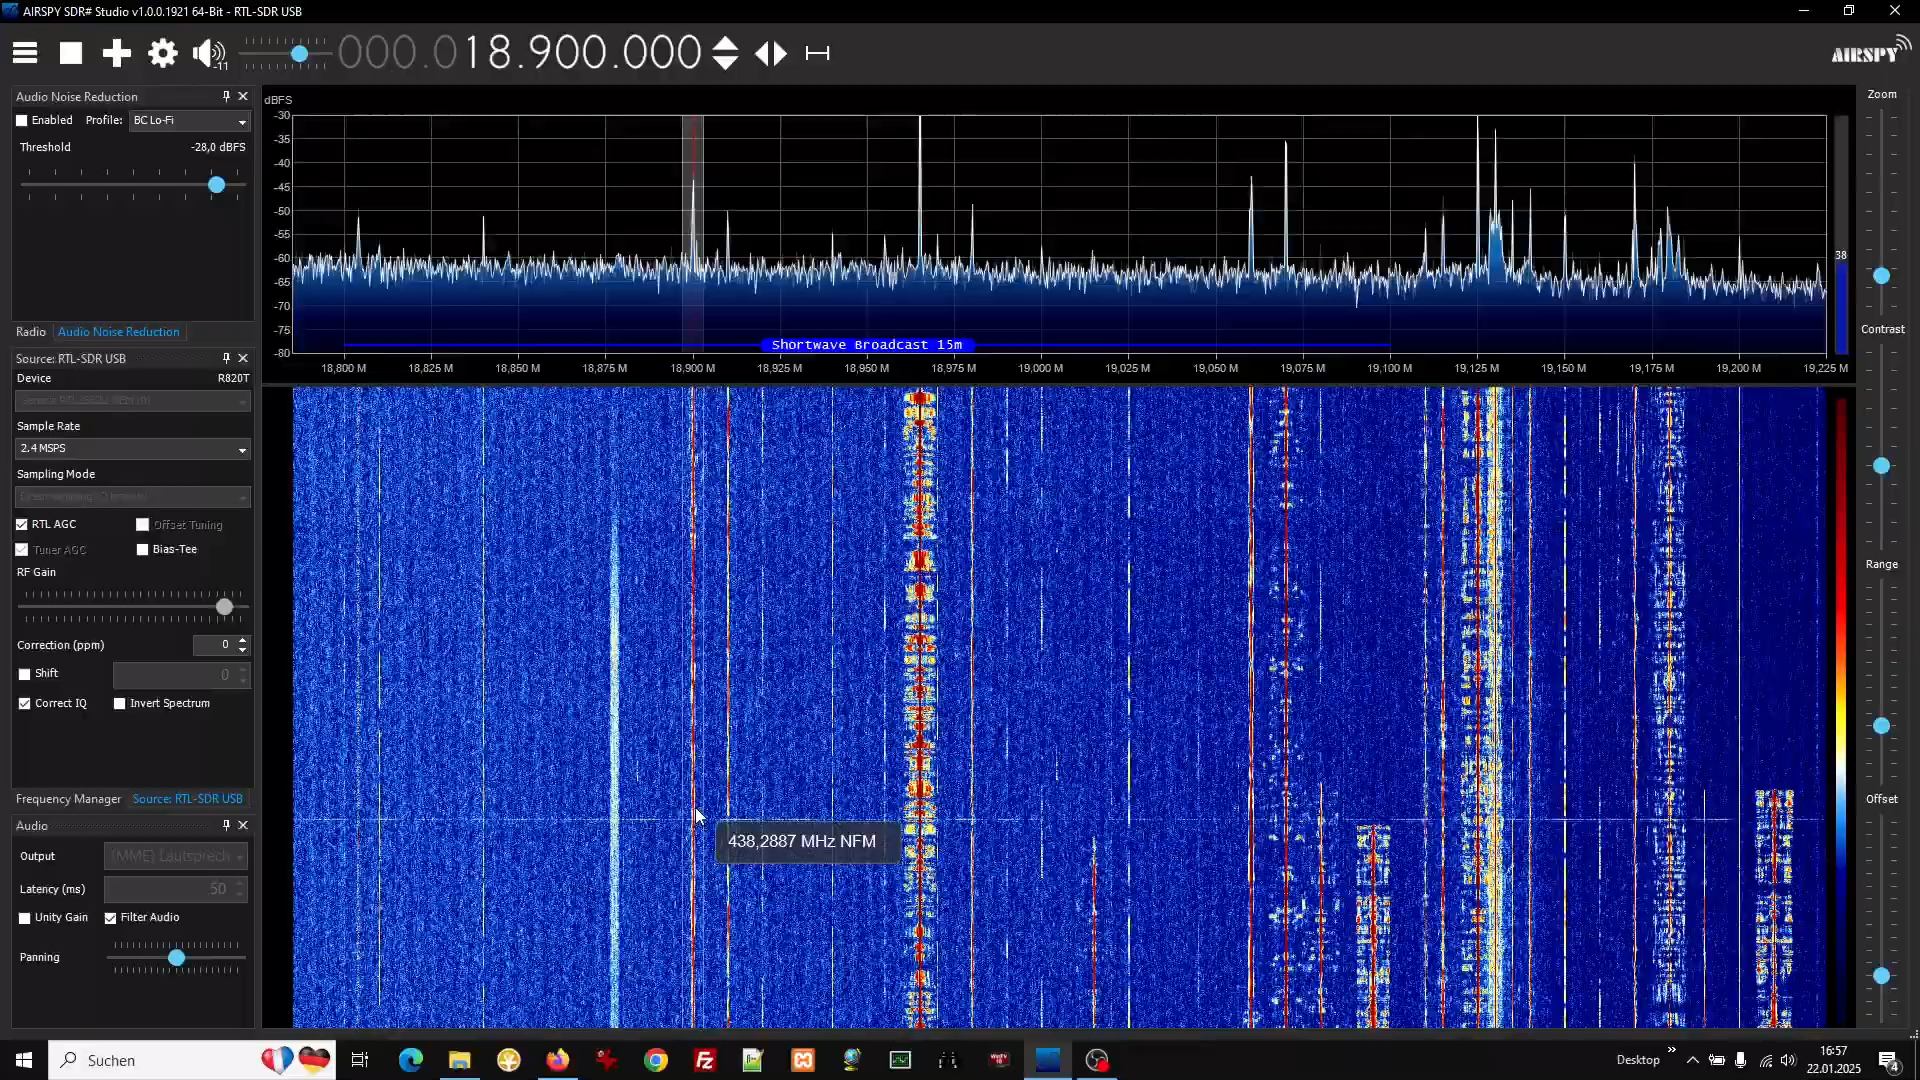 AIRSPY SDR# Studio v1.0.0.1921 64-Bit - RTL-SDR USB
-11
000.018.900.000
AIRSPY
Audio Noise Reduction
Enabled Profile: BC Lo-Fi
Threshold -28,0 dBFS
Radio Audio Noise Reduction
Source: RTL-SDR USB
Device R820T
Sample Rate
2.4 MSPS
Sampling Mode
RTL AGC Offset Tuning
Tuner AGC Bias-Tee
RF Gain
Correction (ppm) 0
Shift 0
Correct IQ Invert Spectrum
Frequency Manager Source: RTL-SDR USB
Audio
Output [MME] Lautsprech
Latency (ms) 50
Unity Gain Filter Audio
Panning
dBFS
-30
-35
-40
-45
-50
-55
-60
-65
-70
-75
-80
Shortwave Broadcast 15m
18,800 M 18,825 M 18,850 M 18,875 M 18,900 M 18,925 M 18,950 M 18,975 M 19,000 M 19,025 M 19,050 M 19,075 M 19,100 M 19,125 M 19,150 M 19,175 M 19,200 M 19,225 M
38
438,2887 MHz NFM
Zoom
Contrast
Range
Offset
Suchen
Desktop
16:57
22.01.2025
4